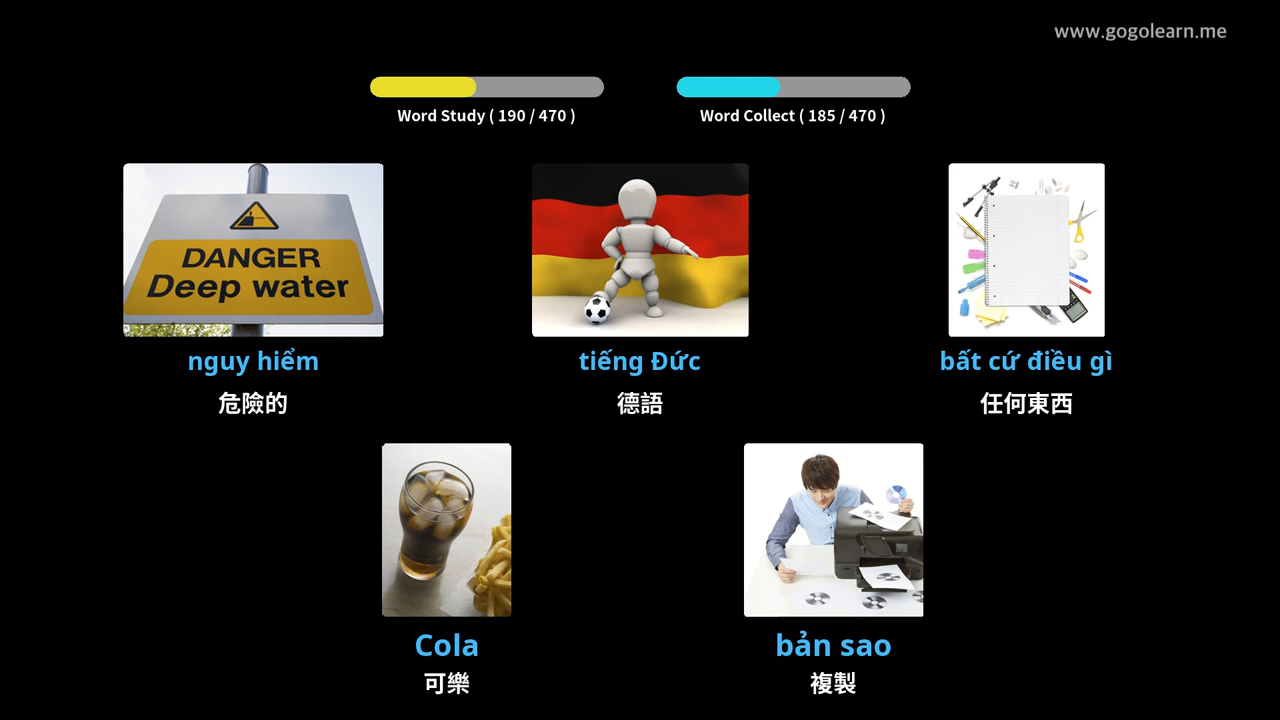 www.gogolearn.me
Word Study ( 190 / 470 )
Word Collect ( 185 / 470 )
DANGER
Deep water
nguy hiểm
危險的
tiếng Đức
德語
bất cứ điều gì
任何東西
Cola
可樂
bản sao
複製